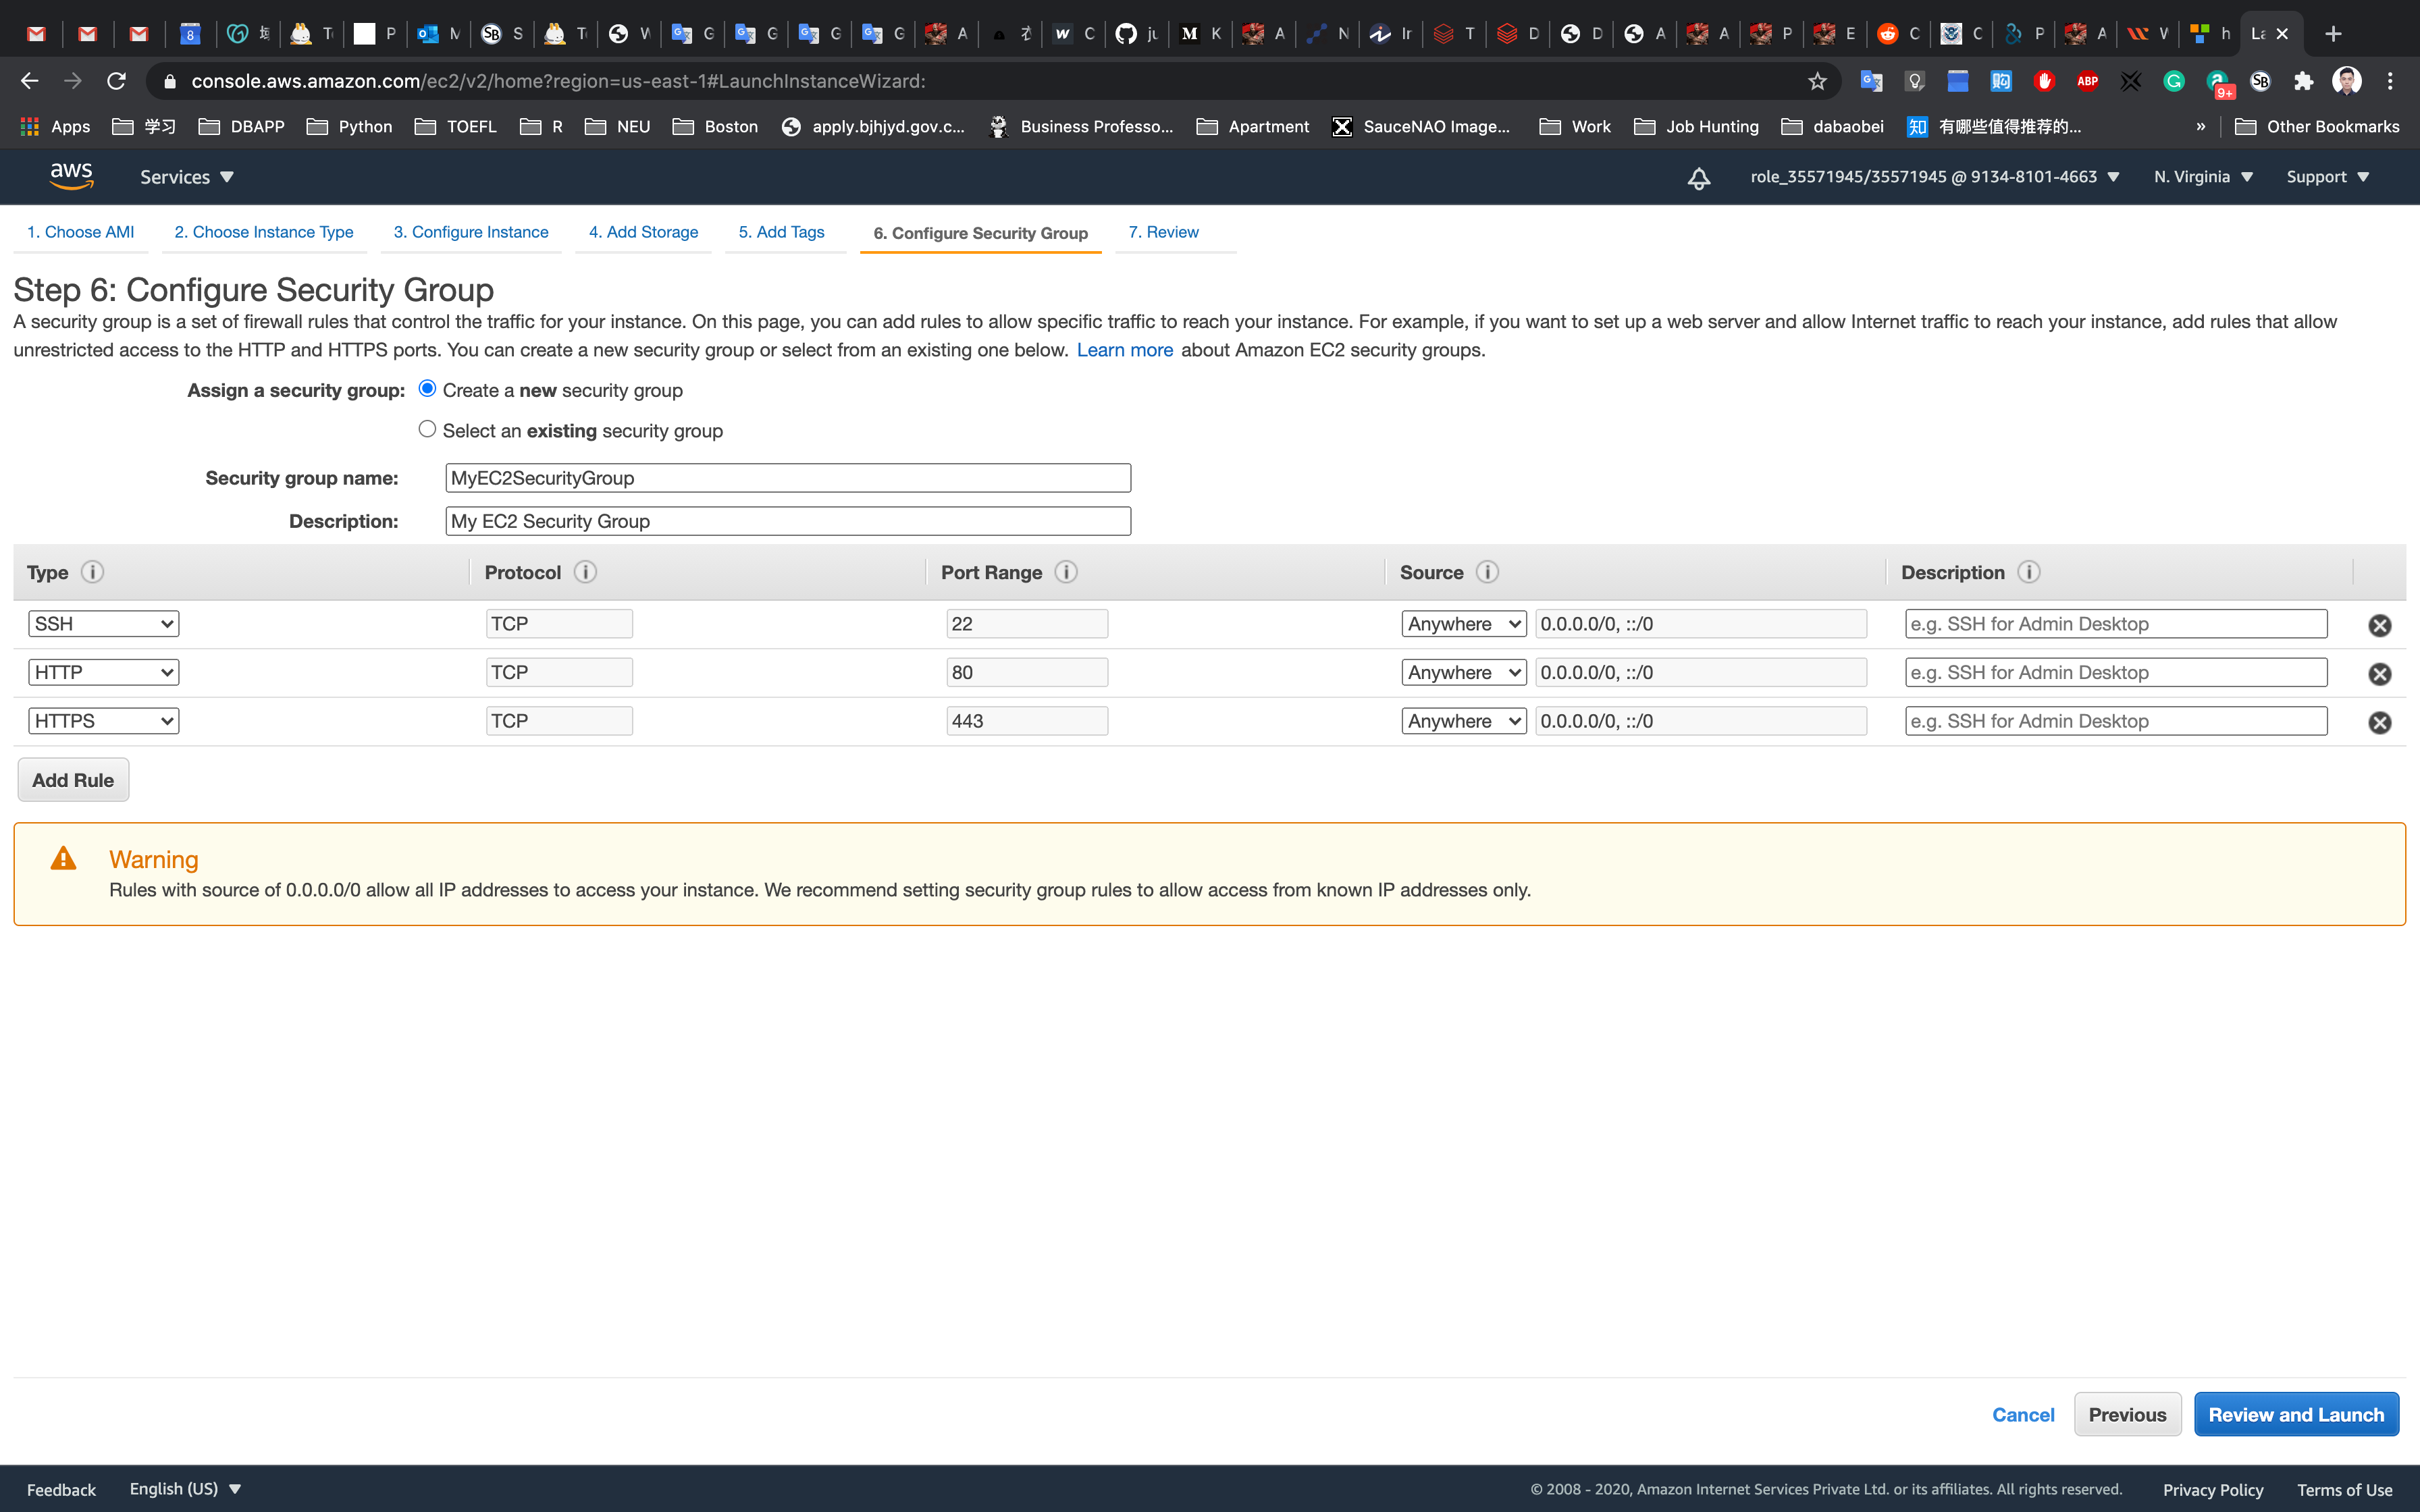 8 T P M SB S T W G G G G A w C ju M K A N Ir T D D A A P E C C P A W h La
console.aws.amazon.com/ec2/v2/home?region=us-east-1#LaunchInstanceWizard:
ABP 9+ SB
Apps 学习 DBAPP Python TOEFL R NEU Boston apply.bjhjyd.gov.c... Business Professo... Apartment SauceNAO Image... Work Job Hunting dabaobei 知 有哪些值得推荐的... » Other Bookmarks
aws Services role_35571945/35571945 @ 9134-8101-4663 N. Virginia Support
1. Choose AMI 2. Choose Instance Type 3. Configure Instance 4. Add Storage 5. Add Tags 6. Configure Security Group 7. Review
Step 6: Configure Security Group
A security group is a set of firewall rules that control the traffic for your instance. On this page, you can add rules to allow specific traffic to reach your instance. For example, if you want to set up a web server and allow Internet traffic to reach your instance, add rules that allow
unrestricted access to the HTTP and HTTPS ports. You can create a new security group or select from an existing one below. Learn more about Amazon EC2 security groups.
Assign a security group: Create a new security group
Select an existing security group
Security group name: MyEC2SecurityGroup
Description: My EC2 Security Group
Type Protocol Port Range Source Description
SSH TCP 22 Anywhere 0.0.0.0/0, ::/0 e.g. SSH for Admin Desktop
HTTP TCP 80 Anywhere 0.0.0.0/0, ::/0 e.g. SSH for Admin Desktop
HTTPS TCP 443 Anywhere 0.0.0.0/0, ::/0 e.g. SSH for Admin Desktop
Add Rule
Warning
Rules with source of 0.0.0.0/0 allow all IP addresses to access your instance. We recommend setting security group rules to allow access from known IP addresses only.
Cancel Previous Review and Launch
Feedback English (US) © 2008 - 2020, Amazon Internet Services Private Ltd. or its affiliates. All rights reserved. Privacy Policy Terms of Use